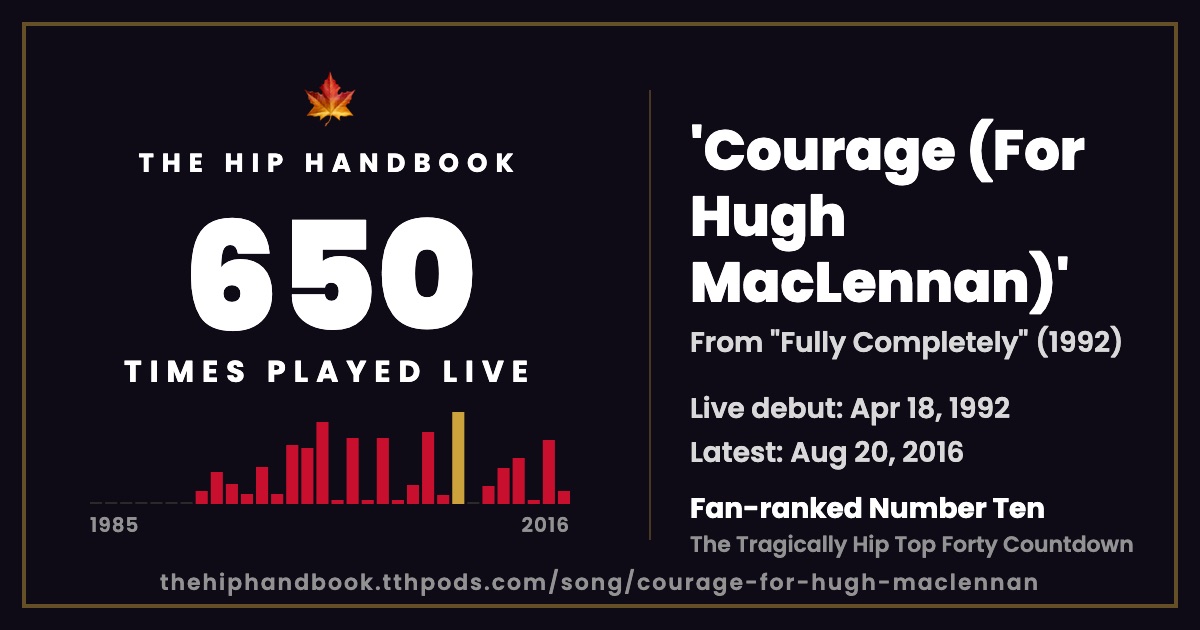 THE HIP HANDBOOK
650
TIMES PLAYED LIVE
1985
2016
'Courage (For
Hugh
MacLennan)'
From "Fully Completely" (1992)
Live debut: Apr 18, 1992
Latest: Aug 20, 2016
Fan-ranked Number Ten
The Tragically Hip Top Forty Countdown
thehiphandbook.tthpods.com/song/courage-for-hugh-maclennan